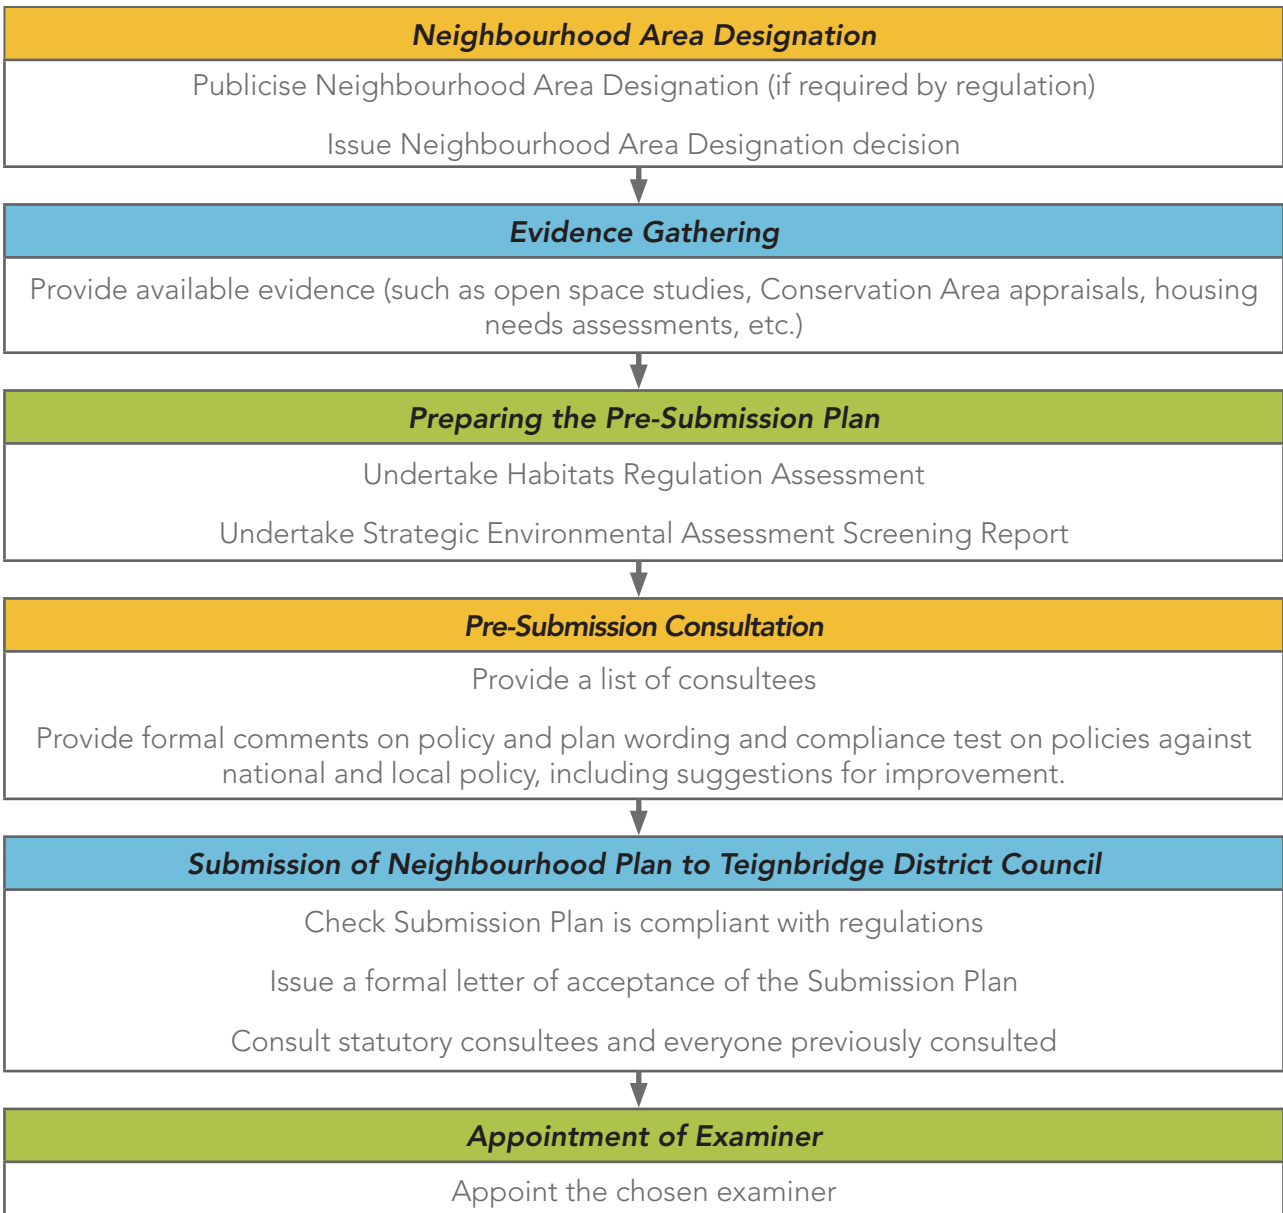 Neighbourhood Area Designation
Publicise Neighbourhood Area Designation (if required by regulation)
Issue Neighbourhood Area Designation decision
Evidence Gathering
Provide available evidence (such as open space studies, Conservation Area appraisals, housing
needs assessments, etc.)
Preparing the Pre-Submission Plan
Undertake Habitats Regulation Assessment
Undertake Strategic Environmental Assessment Screening Report
Pre-Submission Consultation
Provide a list of consultees
Provide formal comments on policy and plan wording and compliance test on policies against
national and local policy, including suggestions for improvement.
Submission of Neighbourhood Plan to Teignbridge District Council
Check Submission Plan is compliant with regulations
Issue a formal letter of acceptance of the Submission Plan
Consult statutory consultees and everyone previously consulted
Appointment of Examiner
Appoint the chosen examiner